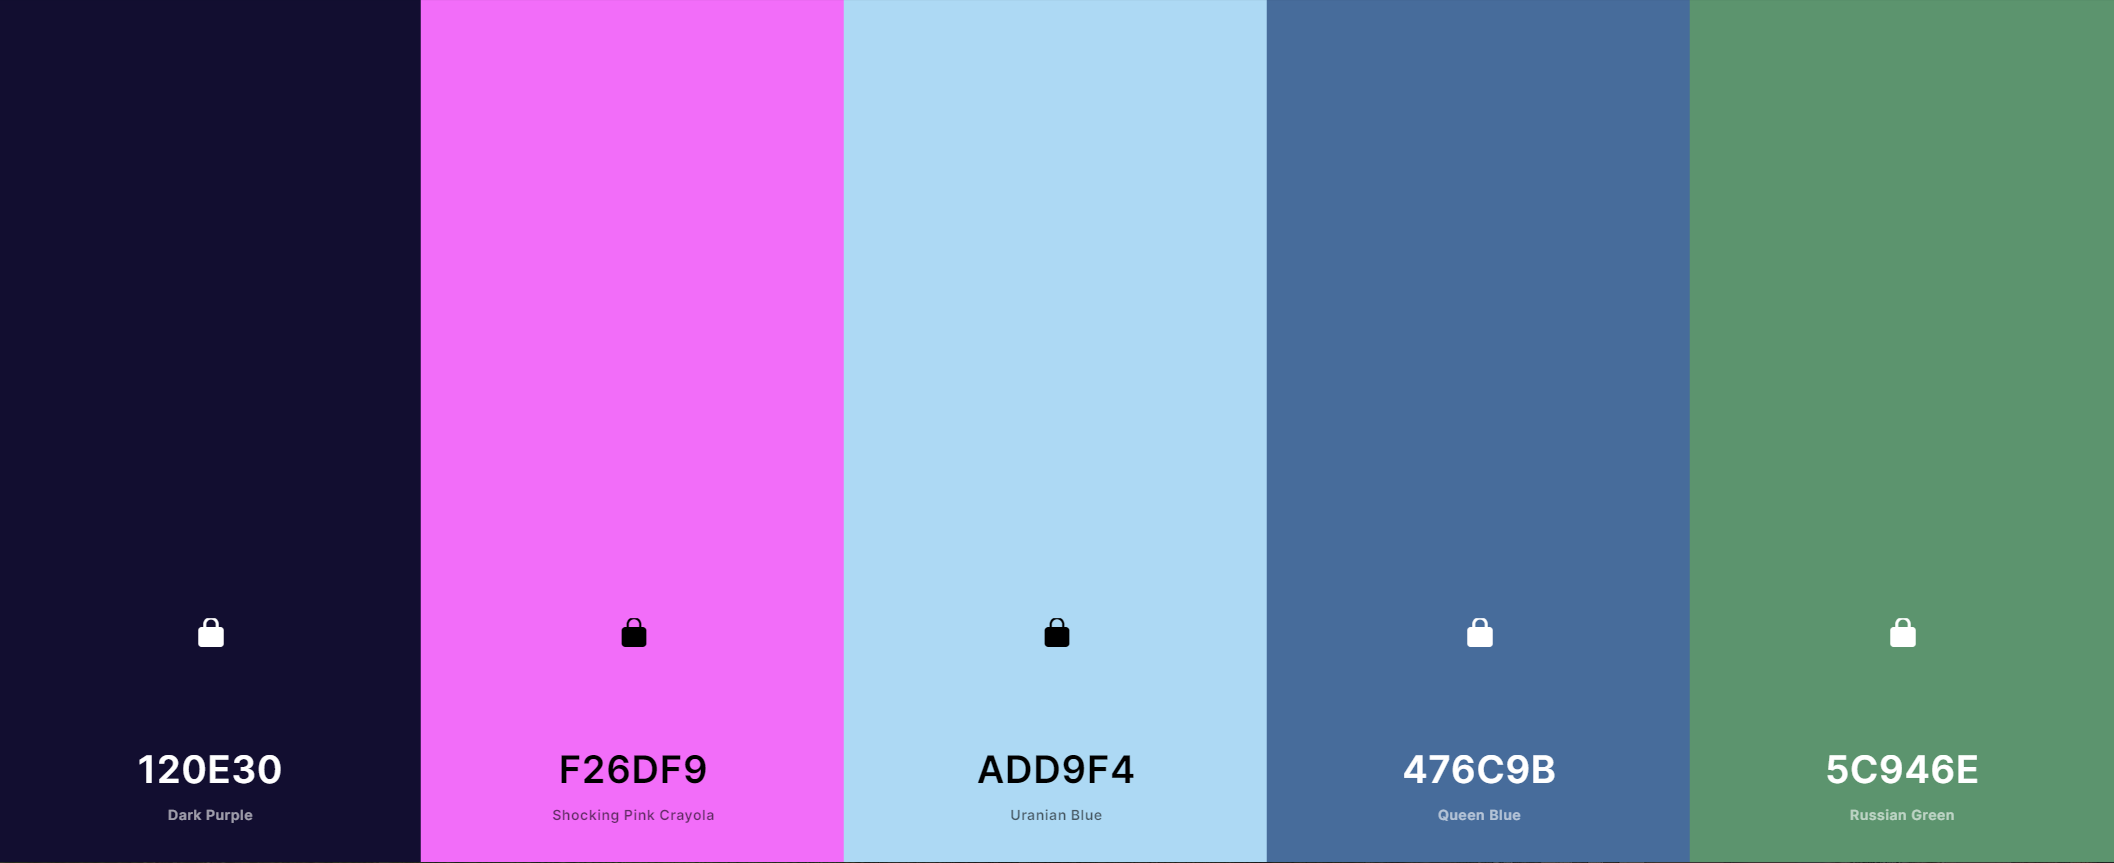 120E30
Dark Purple
F26DF9
Shocking Pink Crayola
ADD9F4
Uranian Blue
476C9B
Queen Blue
5C946E
Russian Green